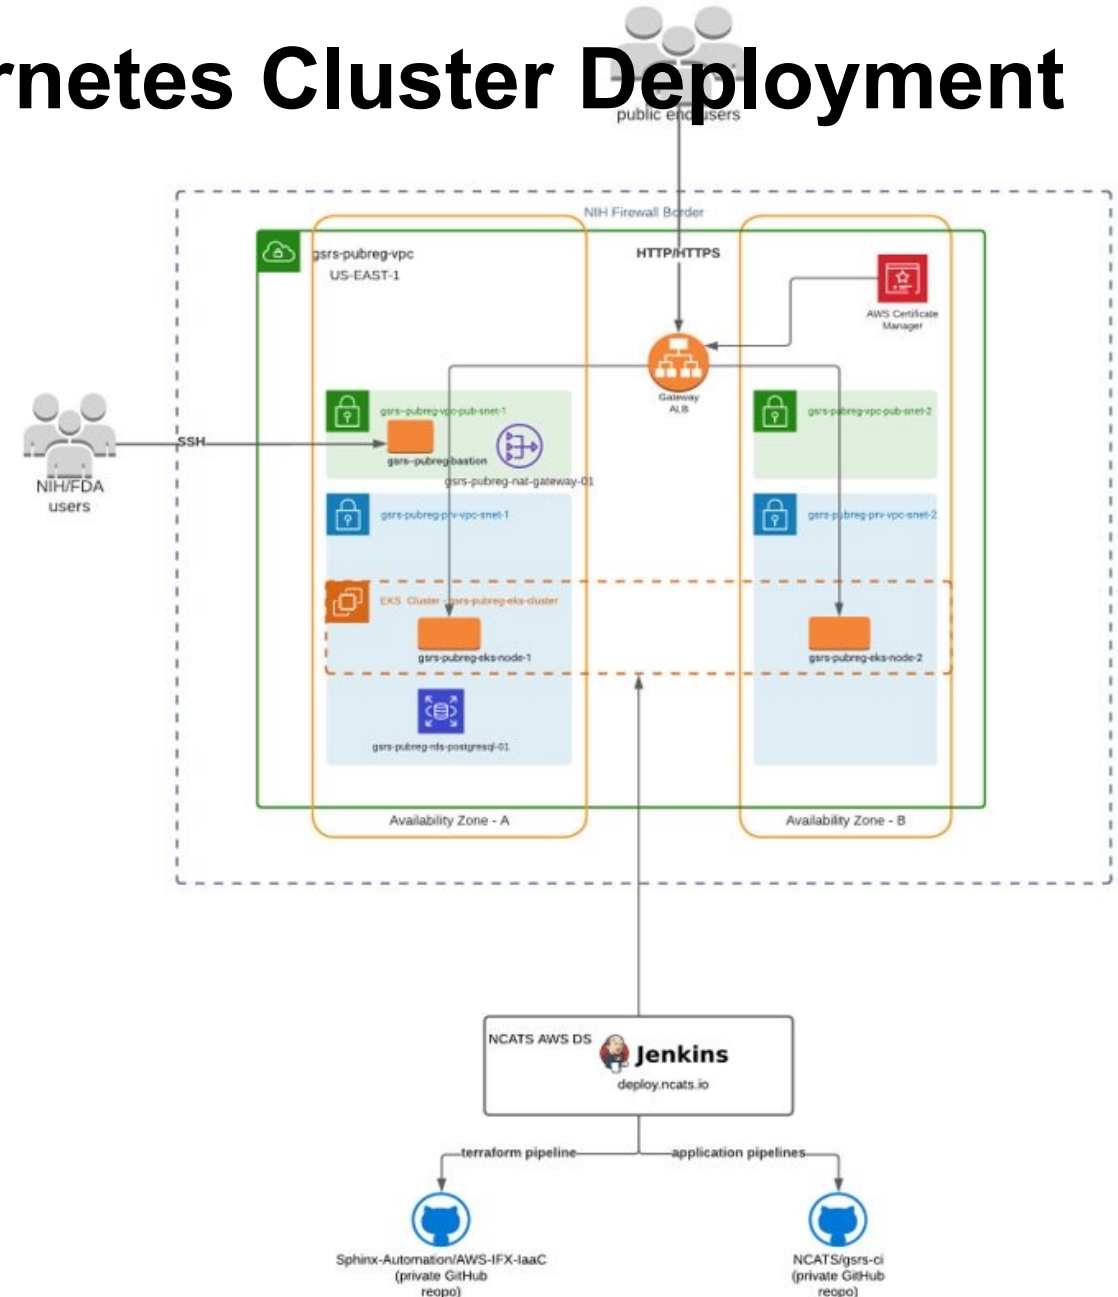 rnetes Cluster Deployment
public end users
NIH Firewall Border
gsrs-pubreg-vpc
US-EAST-1
HTTP/HTTPS
AWS Certificate
Manager
Gateway
ALB
gsrs--pubreg-vpc-pub-snet-1
gsrs-pubreg-vpc-pub-snet-2
SSH
gsrs--pubreg-bastion
gsrs-pubreg-nat-gateway-01
NIH/FDA
users
gsrs-pubreg-prv-vpc-snet-1
gsrs-pubreg-prv-vpc-snet-2
EKS Cluster - gsrs-pubreg-eks-cluster
gsrs-pubreg-eks-node-1
gsrs-pubreg-eks-node-2
gsrs-pubreg-rds-postgresql-01
Availability Zone - A
Availability Zone - B
NCATS AWS DS
Jenkins
deploy.ncats.io
terraform pipeline
application pipelines
Sphinx-Automation/AWS-IFX-IaaC
(private GitHub
reopo)
NCATS/gsrs-ci
(private GitHub
reopo)